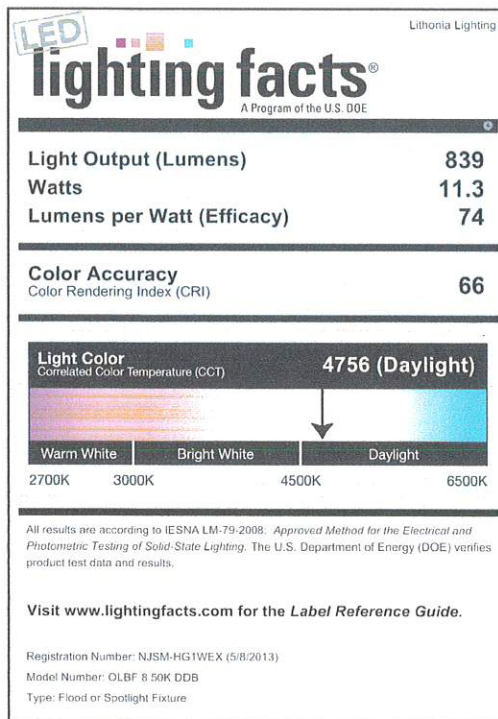 Lithonia Lighting
LED
lighting facts®
A Program of the U.S. DOE
Light Output (Lumens) 839
Watts 11.3
Lumens per Watt (Efficacy) 74
Color Accuracy 66
Color Rendering Index (CRI)
Light Color 4756 (Daylight)
Correlated Color Temperature (CCT)
Warm White Bright White Daylight
2700K 3000K 4500K 6500K
All results are according to IESNA LM-79-2008: Approved Method for the Electrical and
Photometric Testing of Solid-State Lighting. The U.S. Department of Energy (DOE) verifies
product test data and results.
Visit www.lightingfacts.com for the Label Reference Guide.
Registration Number: NJSM-HG1WEX (5/8/2013)
Model Number: OLBF 8 50K DDB
Type: Flood or Spotlight Fixture